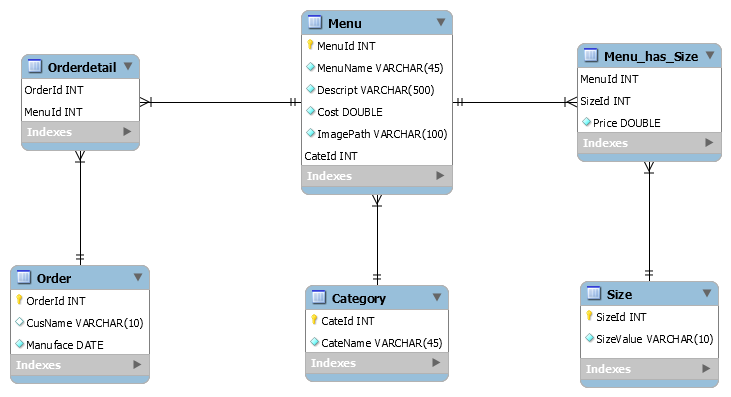 Menu
MenuId INT
MenuName VARCHAR(45)
Descript VARCHAR(500)
Cost DOUBLE
ImagePath VARCHAR(100)
CateId INT
Indexes
Orderdetail
OrderId INT
MenuId INT
Indexes
Menu_has_Size
MenuId INT
SizeId INT
Price DOUBLE
Indexes
Order
OrderId INT
CusName VARCHAR(10)
Manuface DATE
Indexes
Category
CateId INT
CateName VARCHAR(45)
Indexes
Size
SizeId INT
SizeValue VARCHAR(10)
Indexes